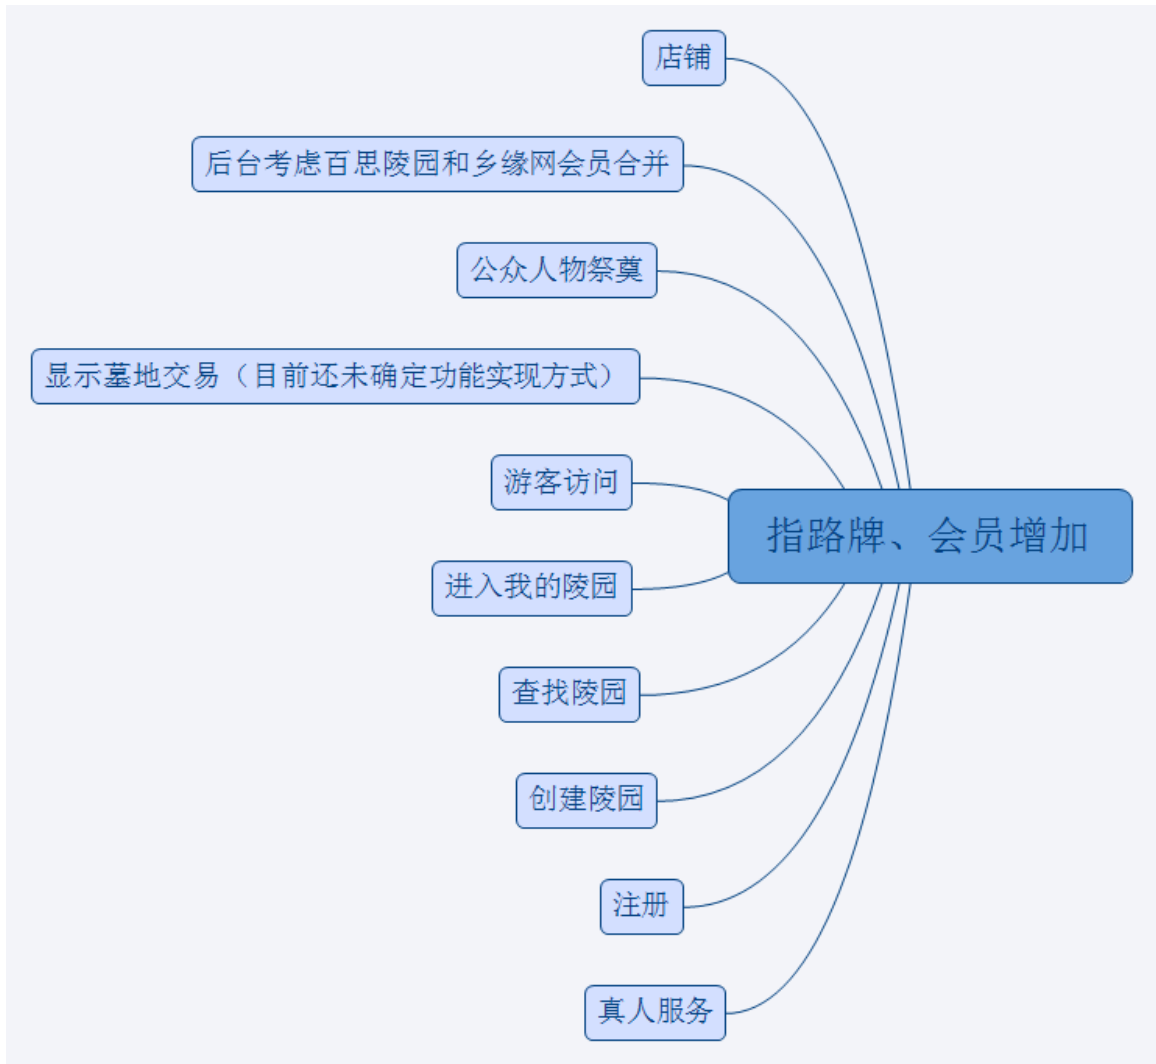 店铺
后台考虑百思陵园和乡缘网会员合并
公众人物祭奠
显示墓地交易（目前还未确定功能实现方式）
游客访问
指路牌、会员增加
进入我的陵园
查找陵园
创建陵园
注册
真人服务